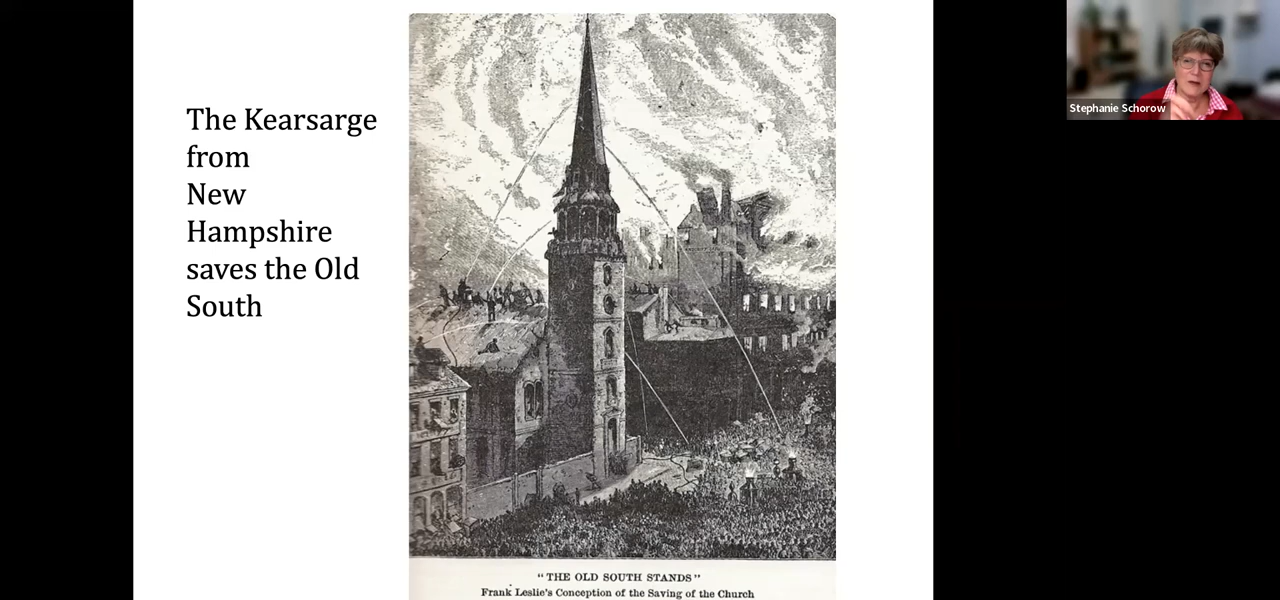 The Kearsarge
from
New
Hampshire
saves the Old
South
"THE OLD SOUTH STANDS"
Frank Leslie's Conception of the Saving of the Church
Stephanie Schorow